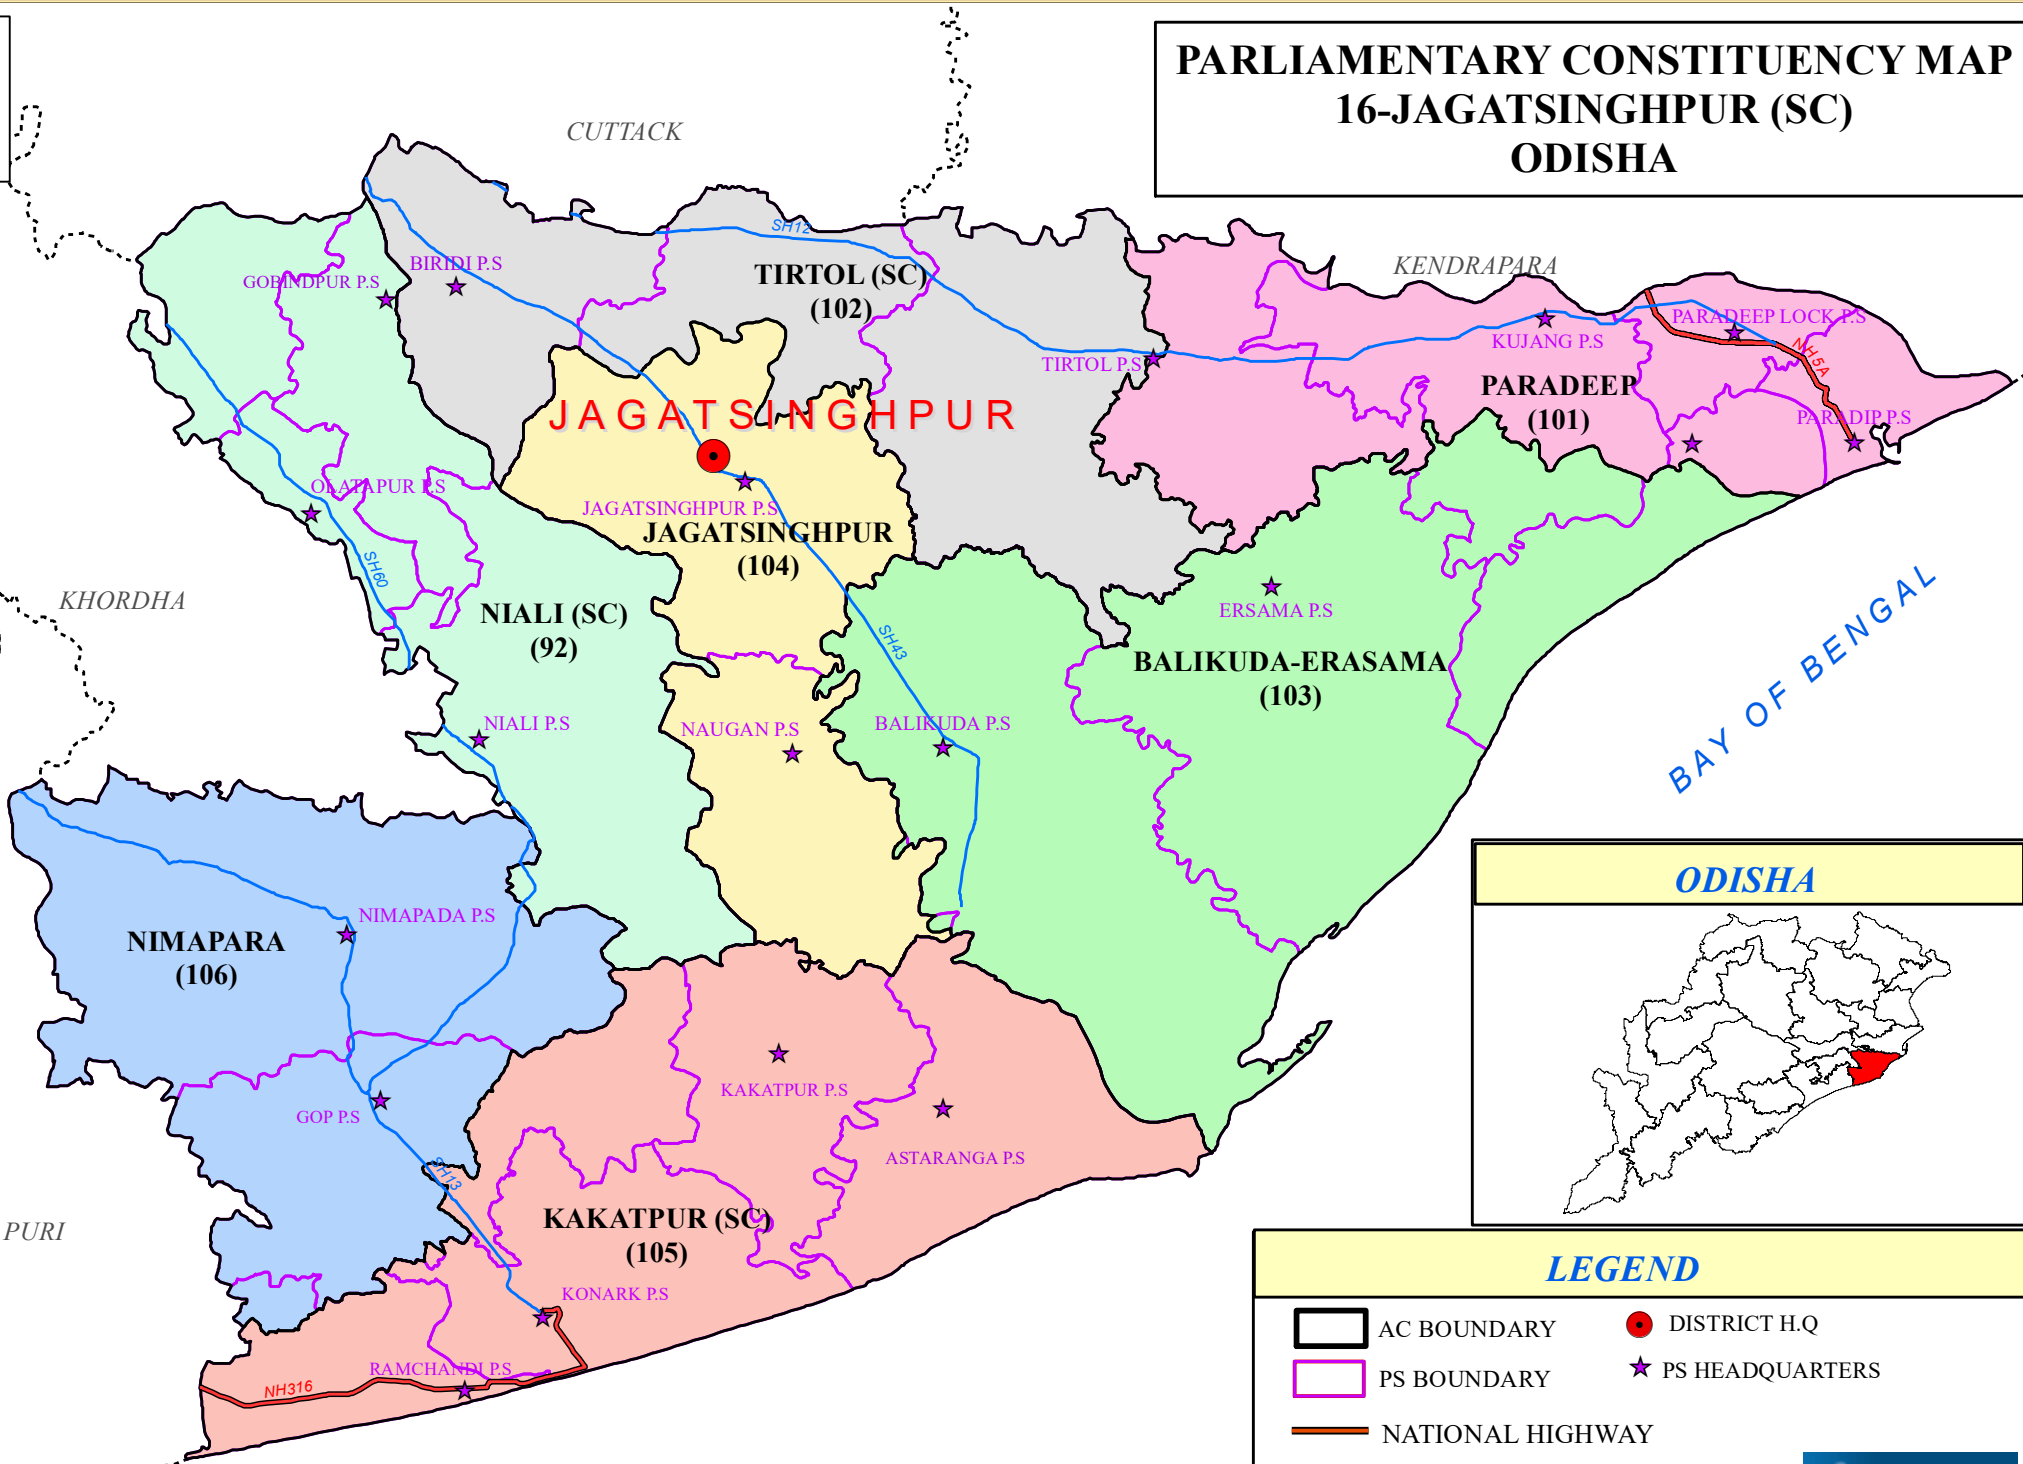 PARLIAMENTARY CONSTITUENCY MAP
16-JAGATSINGHPUR (SC)
ODISHA
CUTTACK
KENDRAPARA
KHORDHA
PURI
BAY OF BENGAL
SH12
GOBINDPUR P.S
BIRIDI P.S
TIRTOL (SC)
(102)
TIRTOL P.S
KUJANG P.S
PARADEEP LOCK P.S
NH5A
PARADEEP
(101)
PARADIP.P.S
JAGATSINGHPUR
JAGATSINGHPUR P.S
JAGATSINGHPUR
(104)
OLATAPUR P.S
SH60
NIALI (SC)
(92)
NIALI P.S
SH43
NAUGAN P.S
BALIKUDA P.S
ERSAMA P.S
BALIKUDA-ERASAMA
(103)
NIMAPADA P.S
NIMAPARA
(106)
GOP P.S
SH13
KAKATPUR P.S
ASTARANGA P.S
KAKATPUR (SC)
(105)
KONARK P.S
RAMCHANDI P.S
NH316
ODISHA
LEGEND
AC BOUNDARY
DISTRICT H.Q
PS BOUNDARY
PS HEADQUARTERS
NATIONAL HIGHWAY